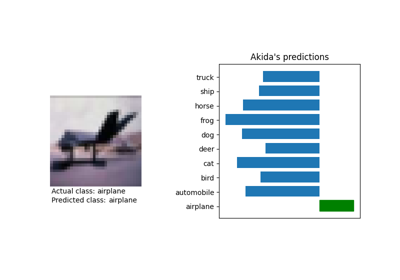 Akida's predictions
truck
ship
horse
frog
dog
deer
cat
bird
automobile
airplane
Actual class: airplane
Predicted class: airplane